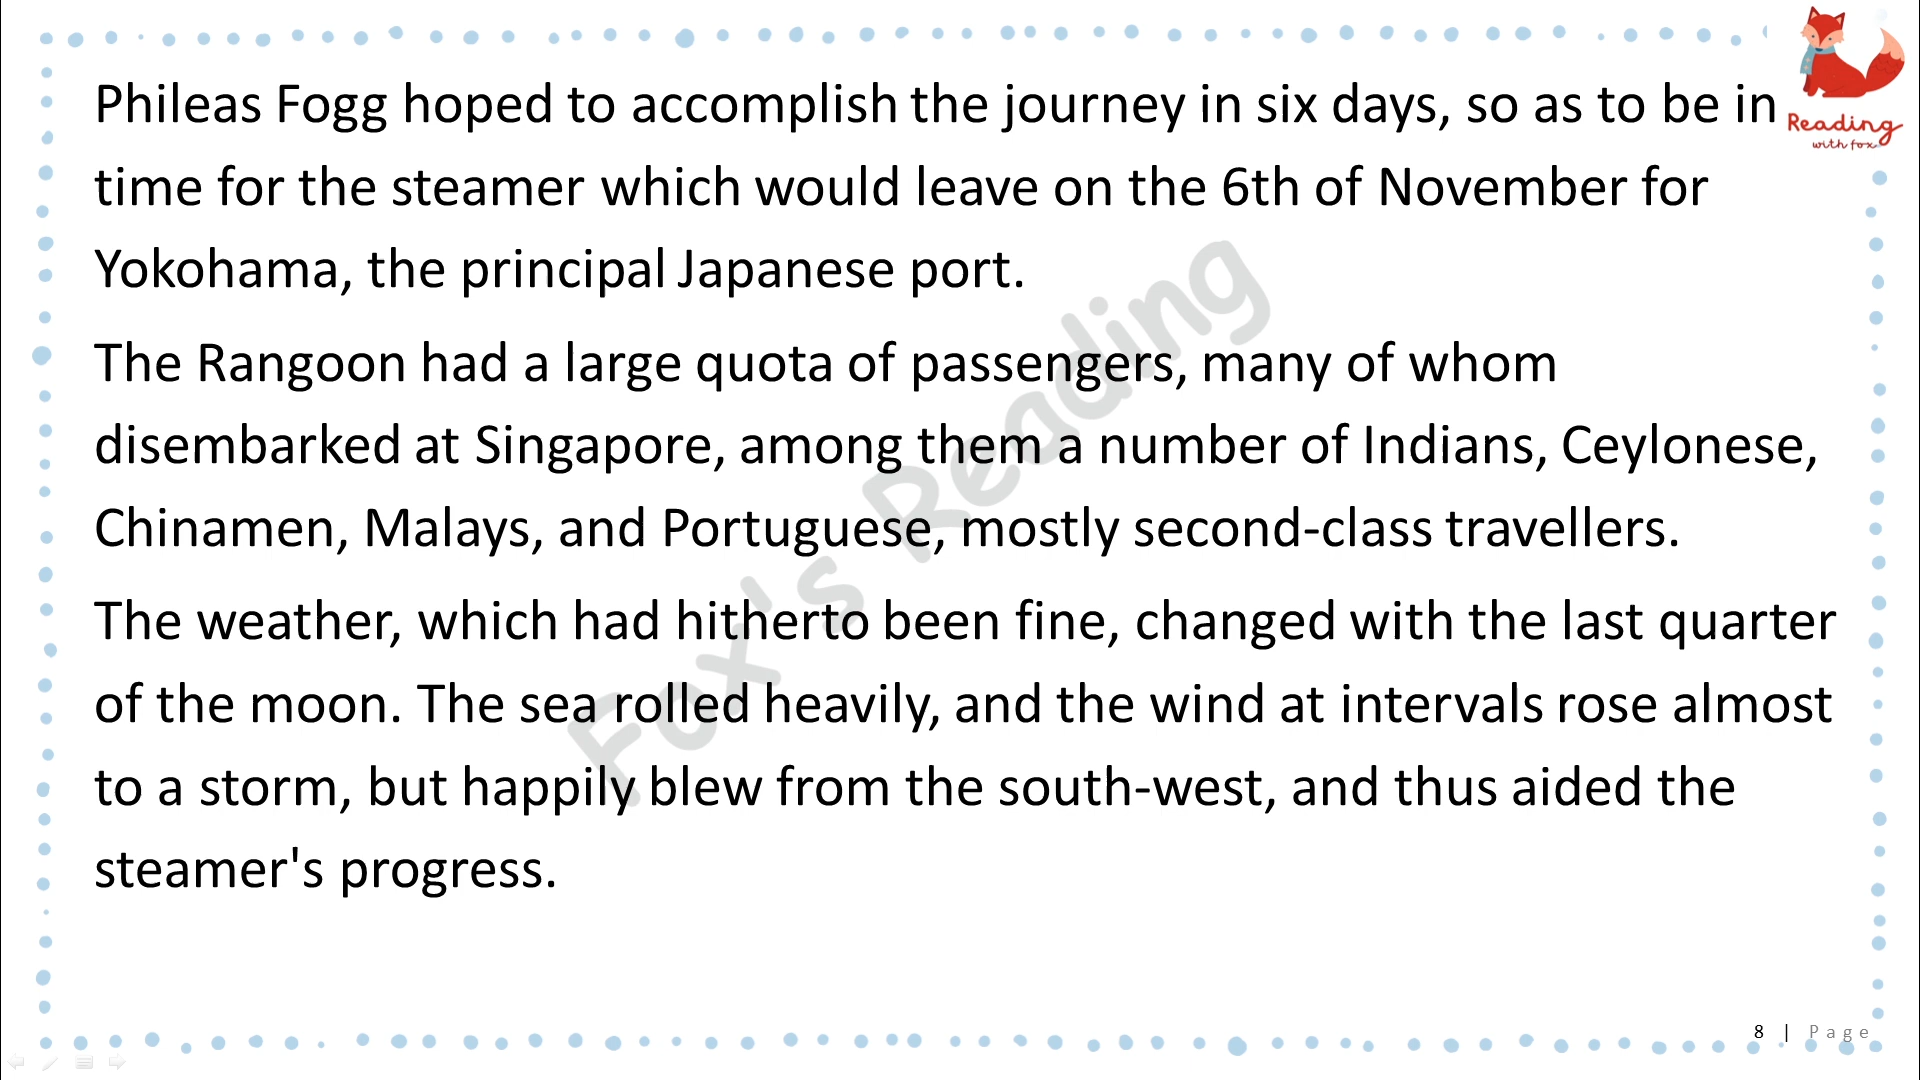 Phileas Fogg hoped to accomplish the journey in six days, so as to be in
time for the steamer which would leave on the 6th of November for
Yokohama, the principal Japanese port.
The Rangoon had a large quota of passengers, many of whom
disembarked at Singapore, among them a number of Indians, Ceylonese,
Chinamen, Malays, and Portuguese, mostly second-class travellers.
The weather, which had hitherto been fine, changed with the last quarter
of the moon. The sea rolled heavily, and the wind at intervals rose almost
to a storm, but happily blew from the south-west, and thus aided the
steamer's progress.
Reading
with fox
Fox's Reading
8 | Page